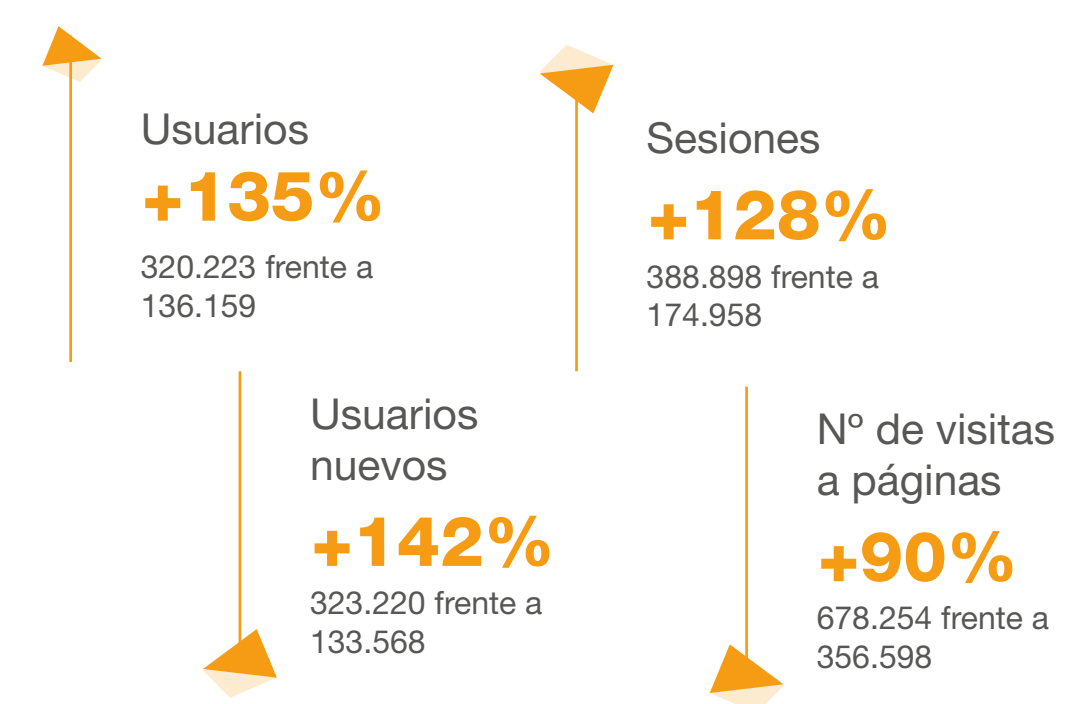 Usuarios
+135%
320.223 frente a
136.159
Sesiones
+128%
388.898 frente a
174.958
Usuarios
nuevos
+142%
323.220 frente a
133.568
Nº de visitas
a páginas
+90%
678.254 frente a
356.598